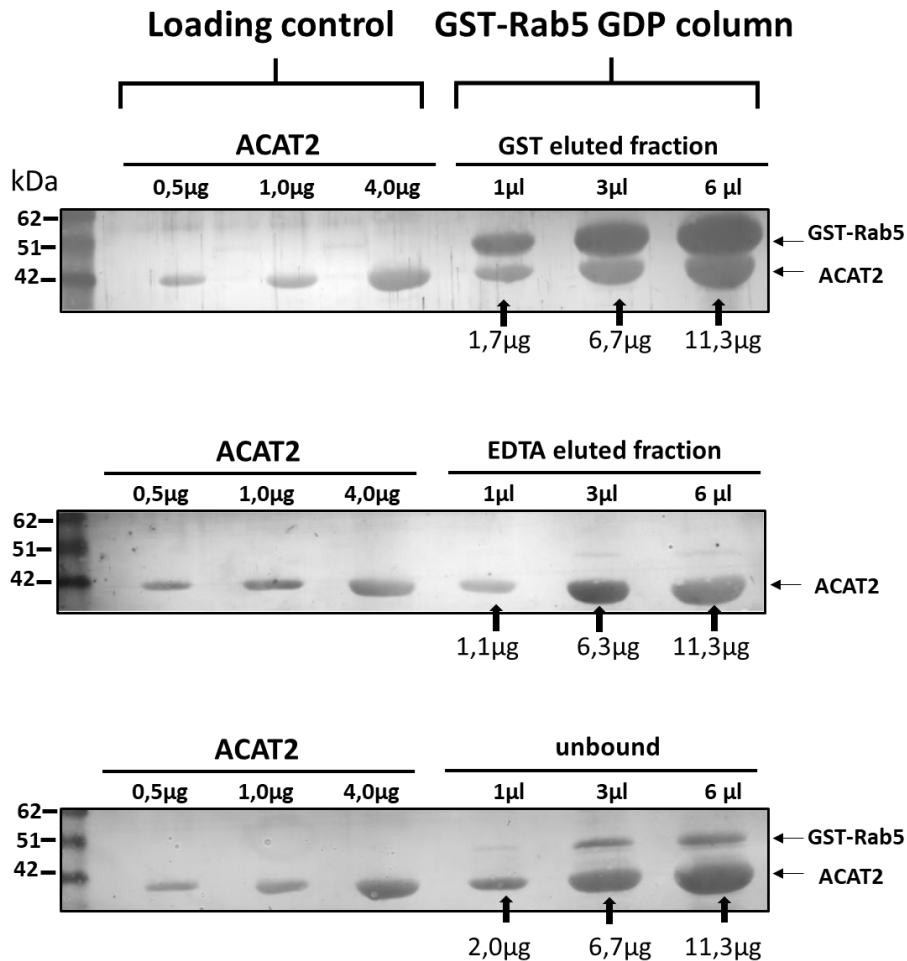 Loading control GST-Rab5 GDP column
ACAT2 GST eluted fraction
kDa 0,5µg 1,0µg 4,0µg 1µl 3µl 6 µl
62
51
42
GST-Rab5
ACAT2
1,7µg 6,7µg 11,3µg
ACAT2 EDTA eluted fraction
0,5µg 1,0µg 4,0µg 1µl 3µl 6 µl
62
51
42
ACAT2
1,1µg 6,3µg 11,3µg
ACAT2 unbound
0,5µg 1,0µg 4,0µg 1µl 3µl 6 µl
62
51
42
GST-Rab5
ACAT2
2,0µg 6,7µg 11,3µg